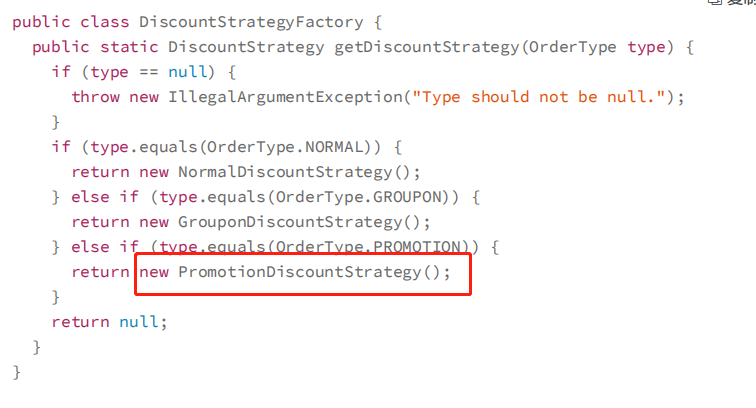 复制
public class DiscountStrategyFactory {
  public static DiscountStrategy getDiscountStrategy(OrderType type) {
    if (type == null) {
      throw new IllegalArgumentException("Type should not be null.");
    }
    if (type.equals(OrderType.NORMAL)) {
      return new NormalDiscountStrategy();
    } else if (type.equals(OrderType.GROUPON)) {
      return new GrouponDiscountStrategy();
    } else if (type.equals(OrderType.PROMOTION)) {
      return new PromotionDiscountStrategy();
    }
    return null;
  }
}